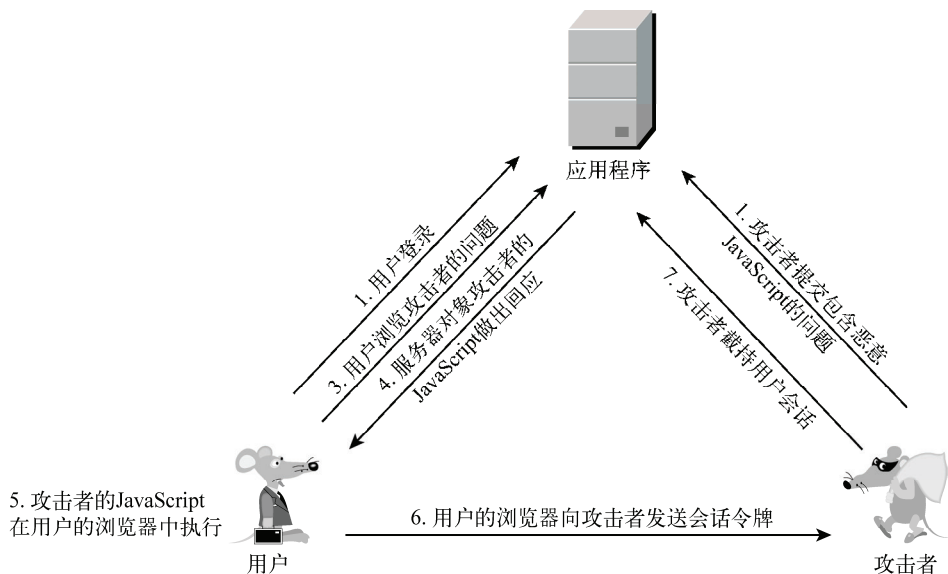 应用程序
1. 用户登录
3. 用户浏览攻击者的问题
4. 服务器对象攻击者的
JavaScript做出回应
1. 攻击者提交包含恶意
JavaScript的问题
7. 攻击者截持用户会话
5. 攻击者的JavaScript
在用户的浏览器中执行
6. 用户的浏览器向攻击者发送会话令牌
用户
攻击者